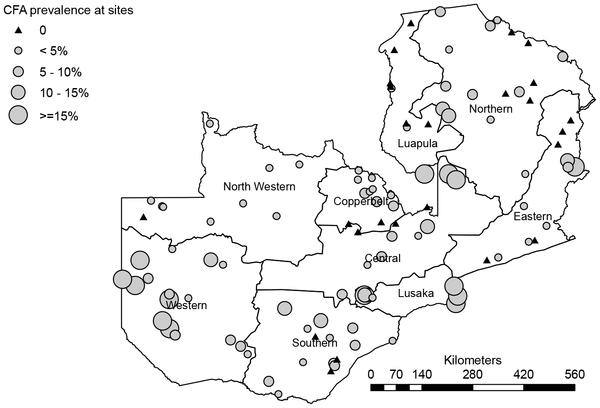 CFA prevalence at sites
0
< 5%
5 - 10%
10 - 15%
>=15%
Northern
Luapula
North Western
Copperbelt
Eastern
Central
Lusaka
Western
Southern
Kilometers
0 70 140 280 420 560